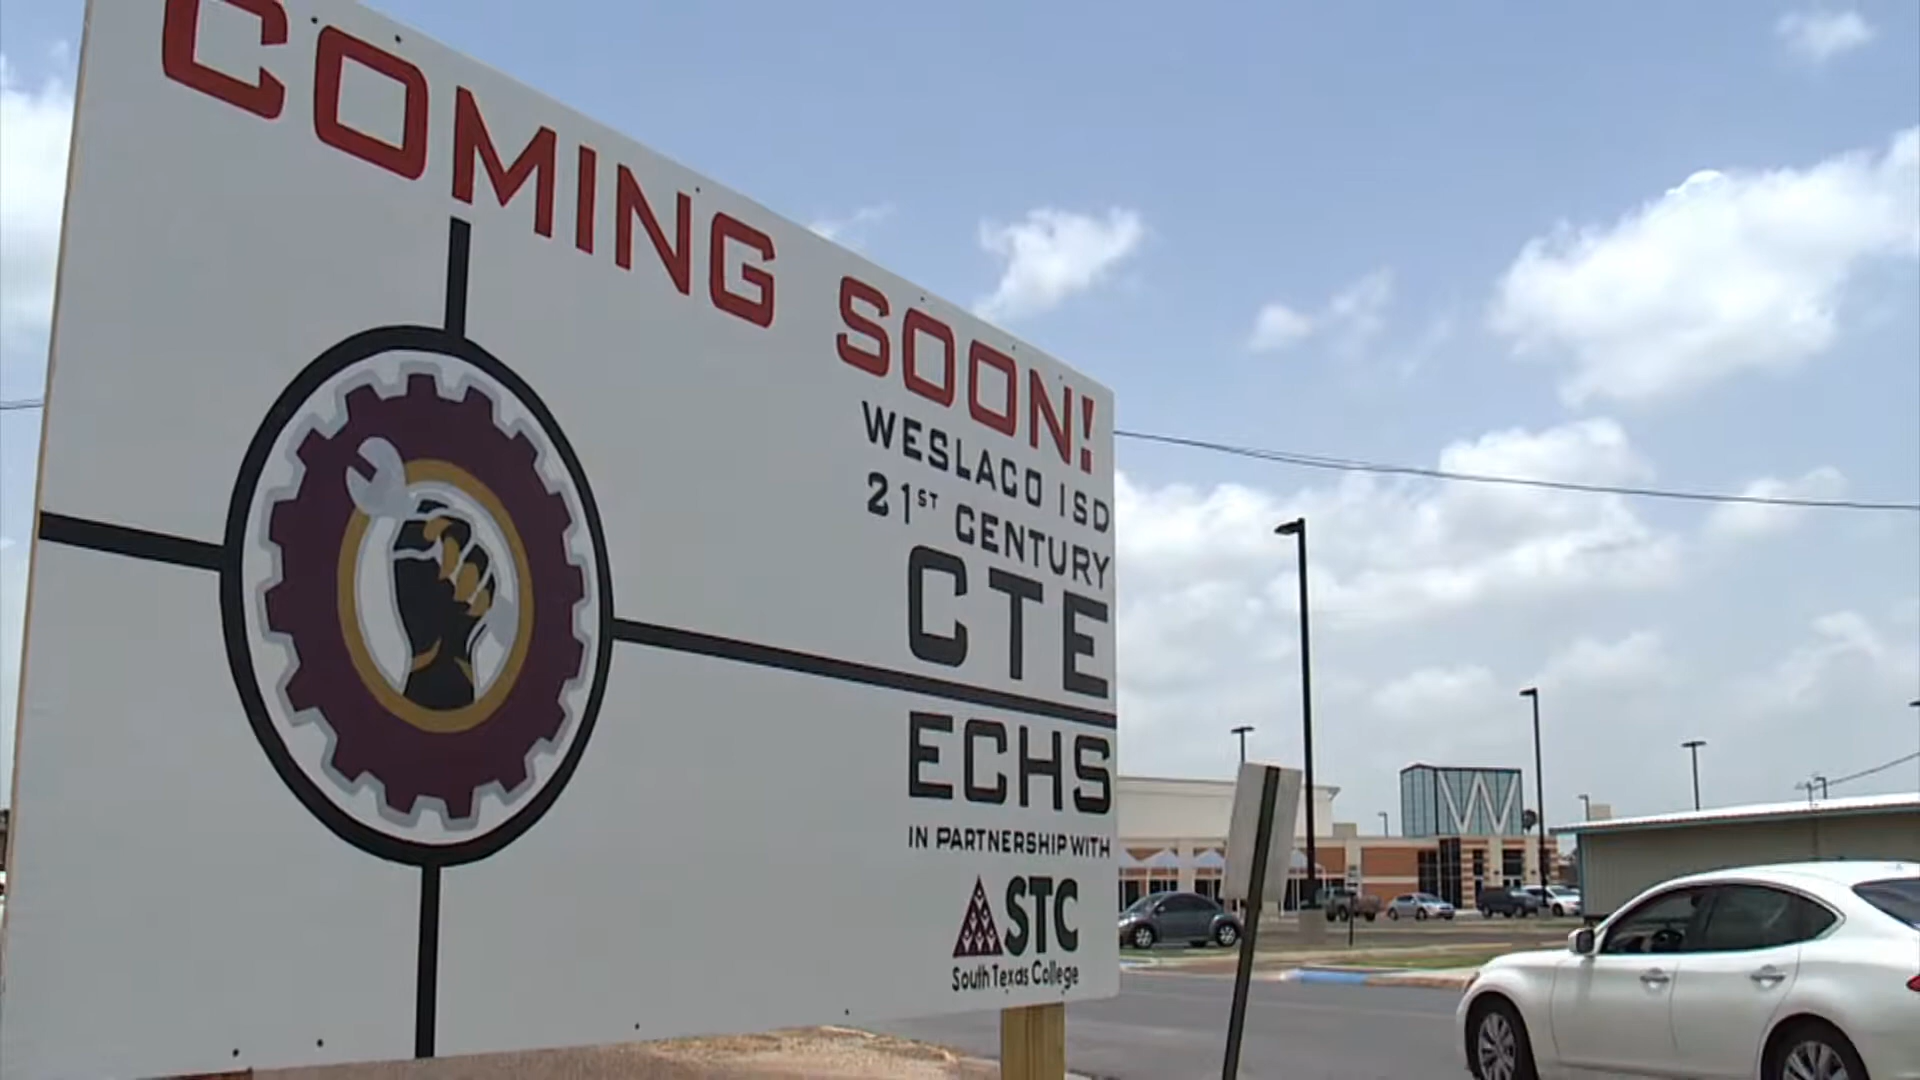 COMING SOON!
WESLACO ISD
21ST CENTURY
CTE
ECHS
IN PARTNERSHIP WITH
STC
South Texas College
W